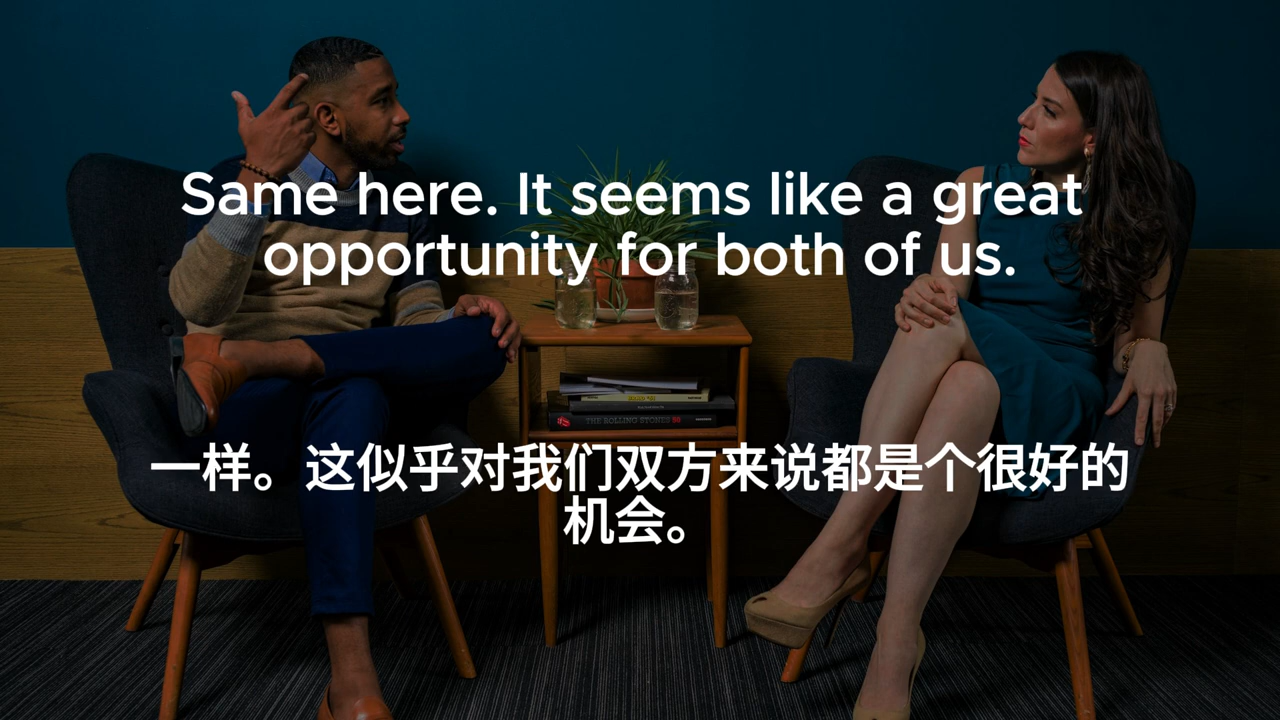 Same here. It seems like a great
opportunity for both of us.
THE ROLLING STONES
一样。这似乎对我们双方来说都是个很好的
机会。